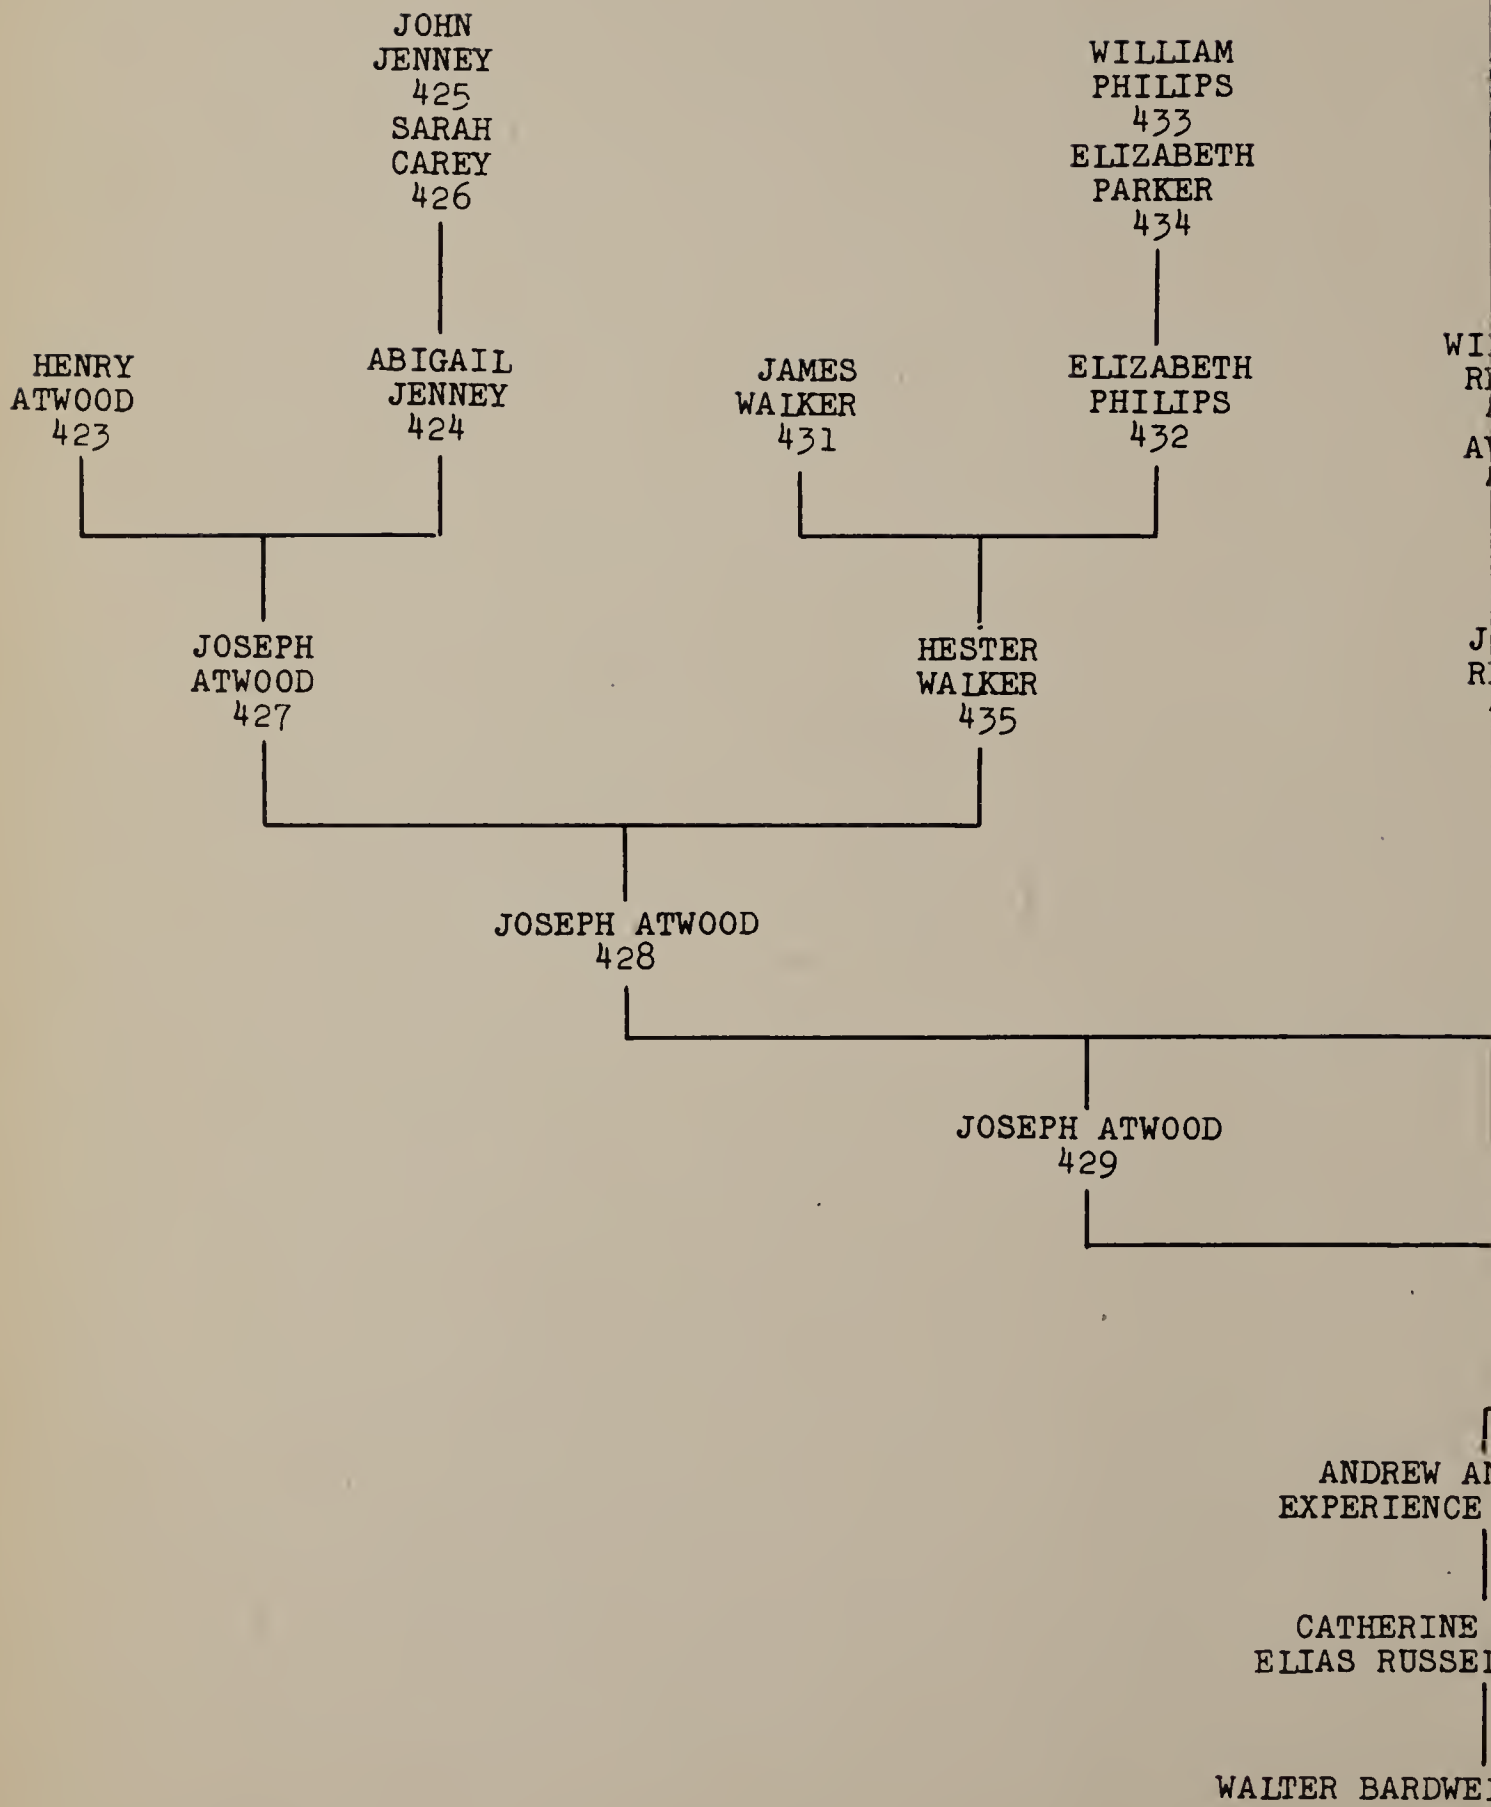 JOHN
JENNEY
425
SARAH
CAREY
426
WILLIAM
PHILIPS
433
ELIZABETH
PARKER
434
HENRY
ATWOOD
423
ABIGAIL
JENNEY
424
JAMES
WALKER
431
ELIZABETH
PHILIPS
432
JOSEPH
ATWOOD
427
HESTER
WALKER
435
JOSEPH ATWOOD
428
JOSEPH ATWOOD
429
ANDREW
EXPERIENCE
CATHERINE
ELIAS
WALTER